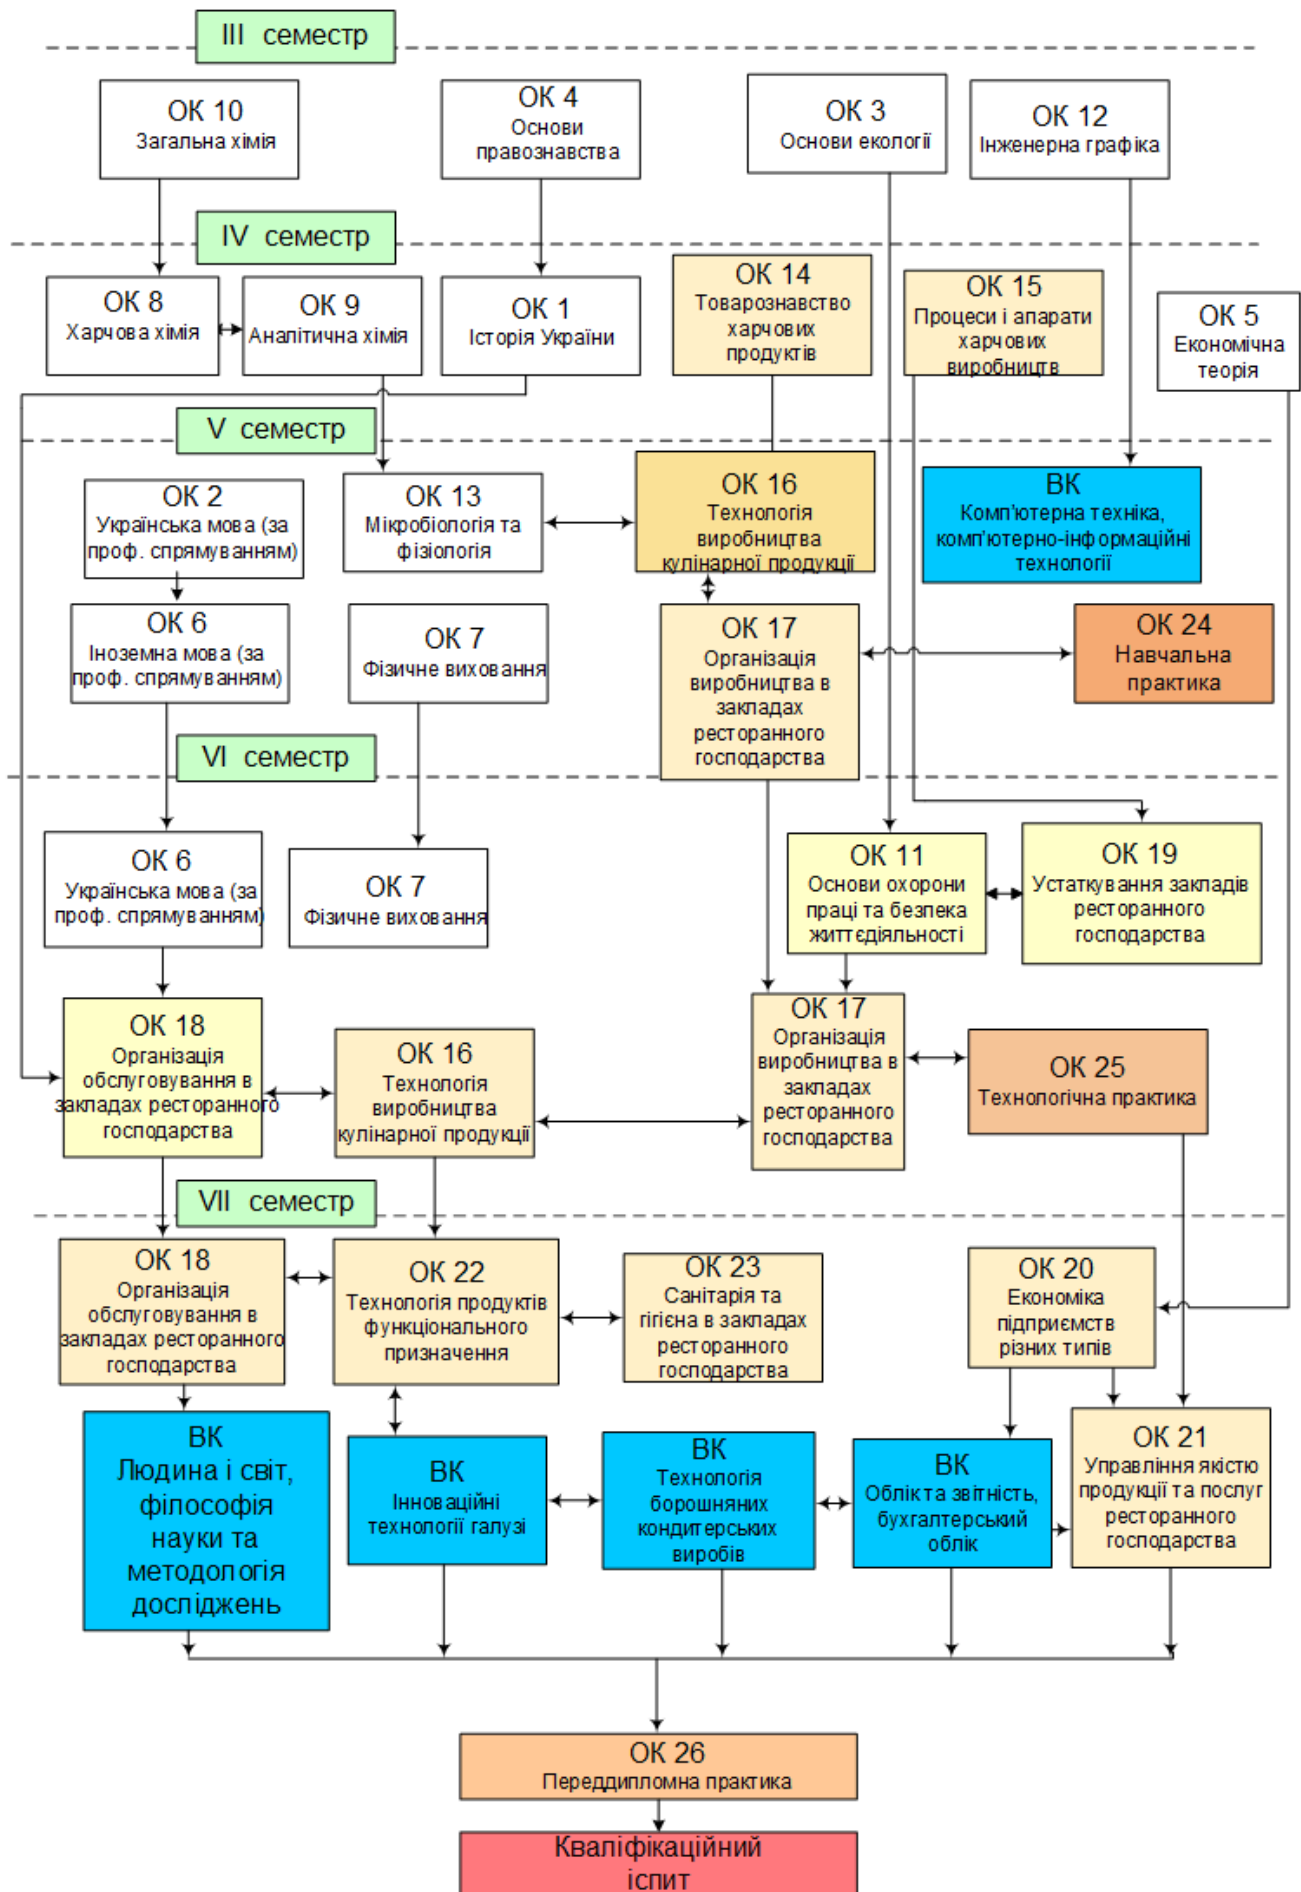 III семестр
ОК 10
Загальна хімія
ОК 4
Основи
правознавства
ОК 3
Основи екології
ОК 12
Інженерна графіка
IV семестр
ОК 8
Харчова хімія
ОК 9
Аналітична хімія
ОК 1
Історія України
ОК 14
Товарознавство
харчових
продуктів
ОК 15
Процеси і апарати
харчових
виробництв
ОК 5
Економічна
теорія
V семестр
ОК 2
Українська мова (за
проф. спрямуванням)
ОК 13
Мікробіологія та
фізіологія
ОК 16
Технологія
виробництва
кулінарної продукції
ВК
Комп'ютерна техніка,
комп'ютерно-інформаційні
технології
ОК 6
Іноземна мова (за
проф. спрямуванням)
ОК 7
Фізичне виховання
ОК 17
Організація
виробництва в
закладах
ресторанного
господарства
ОК 24
Навчальна
практика
VI семестр
ОК 6
Українська мова (за
проф. спрямуванням)
ОК 7
Фізичне виховання
ОК 11
Основи охорони
праці та безпека
життєдіяльності
ОК 19
Устаткування закладів
ресторанного
господарства
ОК 18
Організація
обслуговування в
закладах ресторанного
господарства
ОК 16
Технологія
виробництва
кулінарної продукції
ОК 17
Організація
виробництва в
закладах
ресторанного
господарства
ОК 25
Технологічна практика
VII семестр
ОК 18
Організація
обслуговування в
закладах ресторанного
господарства
ОК 22
Технологія продуктів
функціонального
призначення
ОК 23
Санітарія та
гігієна в закладах
ресторанного
господарства
ОК 20
Економіка
підприємств
різних типів
ВК
Людина і світ,
філософія
науки та
методологія
досліджень
ВК
Інноваційні
технології галузі
ВК
Технологія
борошняних
кондитерських
виробів
ВК
Облік та звітність,
бухгалтерський
облік
ОК 21
Управління якістю
продукції та послуг
ресторанного
господарства
ОК 26
Переддипломна практика
Кваліфікаційний
іспит